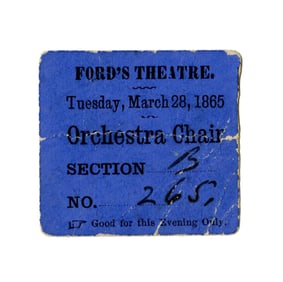 FORD'S THEATRE.
Tuesday, March 28, 1865
Orchestra Chair
SECTION B
NO. 265.
☞ Good for this Evening Only.